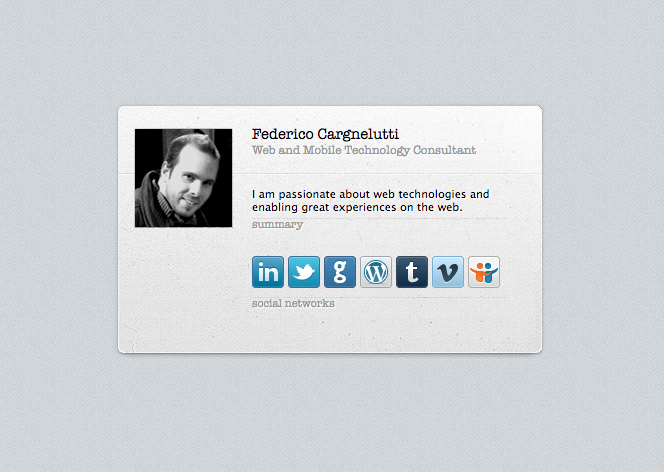 Federico Cargnelutti
Web and Mobile Technology Consultant
I am passionate about web technologies and
enabling great experiences on the web.
summary
in g W t v
social networks